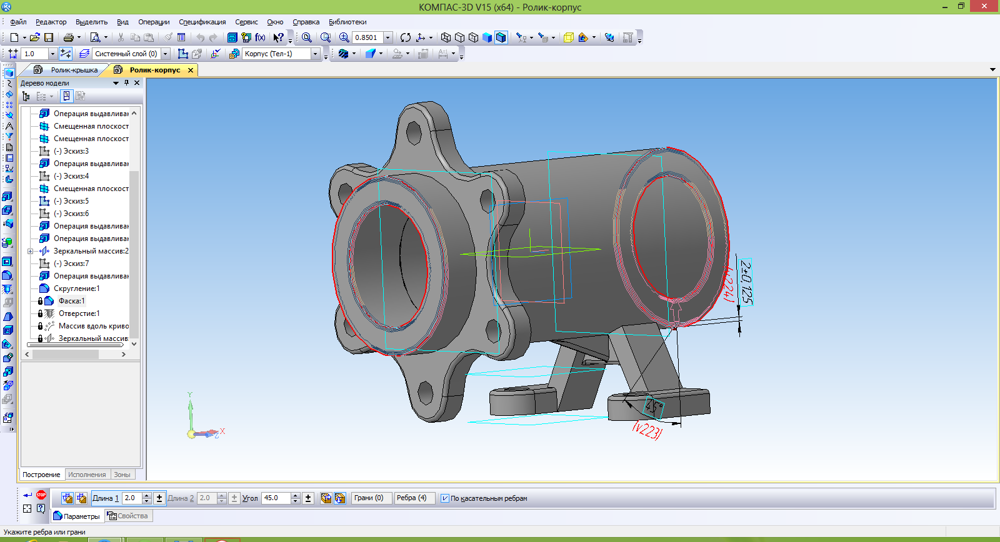 КОМПАС-3D V15 (x64) - Ролик-корпус
Файл Редактор Выделить Вид Операции Спецификация Сервис Окно Справка Библиотеки
f(x) 0.8501
1.0 Системный слой (0) Корпус (Тел-1)
Ролик-крышка Ролик-корпус
Дерево модели
Операция выдавливан
Смещенная плоскост
Смещенная плоскост
(-) Эскиз:3
Операция выдавливан
(-) Эскиз:4
Смещенная плоскост
(-) Эскиз:5
(-) Эскиз:6
Операция выдавливан
Операция выдавливан
Зеркальный массив:2
(-) Эскиз:7
Операция выдавливан
Скругление:1
Фаска:1
Отверстие:1
Массив вдоль криво
Зеркальный массив
2±0,125
(v224)
45°
(v223)
Y
X
Z
Построение Исполнения Зоны
STOP Длина 1 2.0 Длина 2 2.0 Угол 45.0 Грани (0) Ребра (4) По касательным ребрам
Параметры Свойства
Укажите ребра или грани